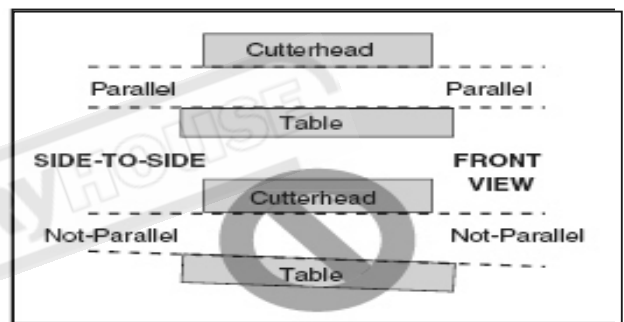 Cutterhead
Parallel Parallel
Table
SIDE-TO-SIDE FRONT
VIEW
Cutterhead
Not-Parallel Not-Parallel
Table